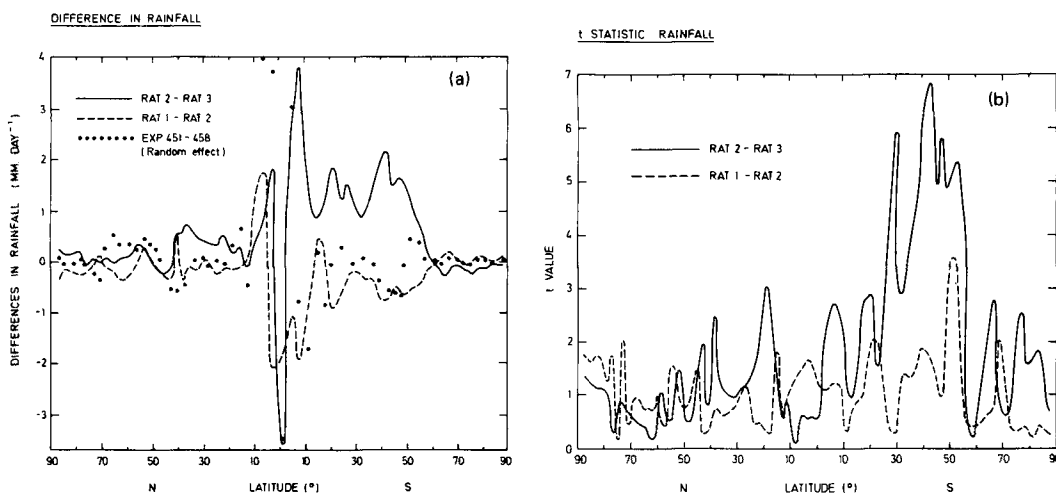 DIFFERENCE IN RAINFALL
(a)
RAT 2 - RAT 3
RAT 1 - RAT 2
EXP 451 - 458
(Random effect)
DIFFERENCES IN RAINFALL (MM. DAY⁻¹)
4
3
2
1
0
-1
-2
-3
90 70 50 30 10 10 30 50 70 90
N LATITUDE (°) S
t STATISTIC RAINFALL
(b)
RAT 2 - RAT 3
RAT 1 - RAT 2
t VALUE
7
6
5
4
3
2
1
0
90 70 50 30 10 10 30 50 70 90
N LATITUDE (°) S